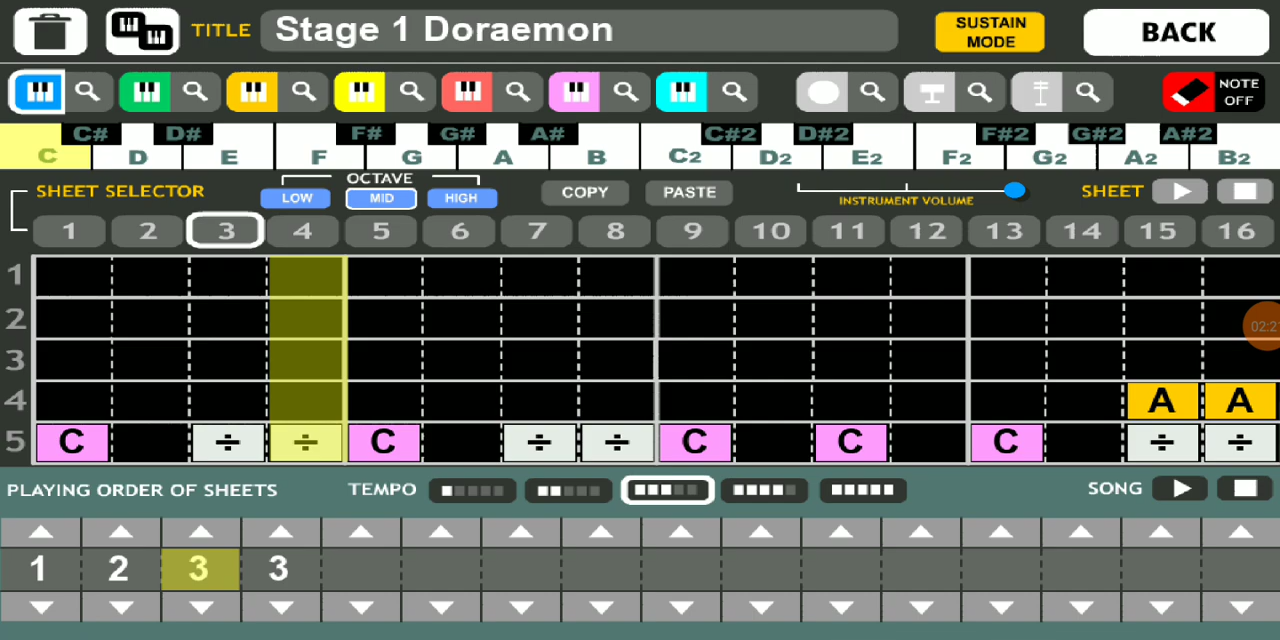 TITLE Stage 1 Doraemon SUSTAIN MODE BACK
NOTE OFF
C# D# F# G# A# C#2 D#2 F#2 G#2 A#2
C D E F G A B C2 D2 E2 F2 G2 A2 B2
SHEET SELECTOR OCTAVE LOW MID HIGH COPY PASTE INSTRUMENT VOLUME SHEET
1 2 3 4 5 6 7 8 9 10 11 12 13 14 15 16
1
2
3
4 A A
5 C ÷ ÷ C ÷ ÷ C C C ÷ ÷
PLAYING ORDER OF SHEETS TEMPO SONG
1 2 3 3